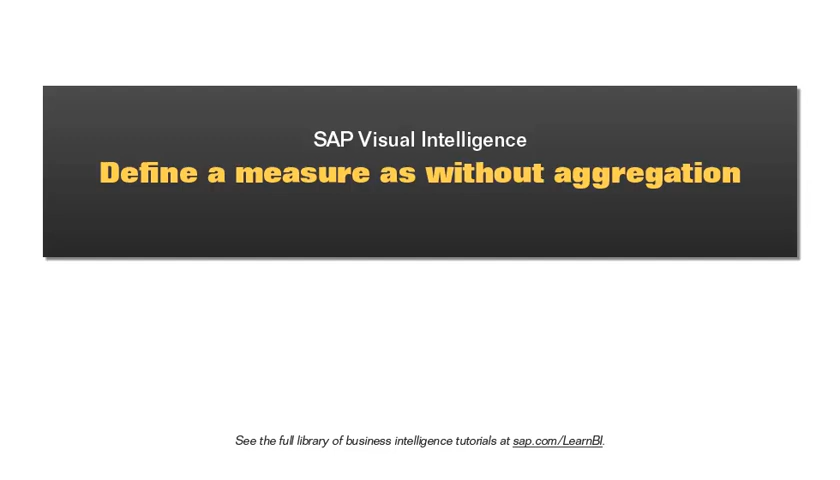 SAP Visual Intelligence
Define a measure as without aggregation
See the full library of business intelligence tutorials at sap.com/LearnBI.